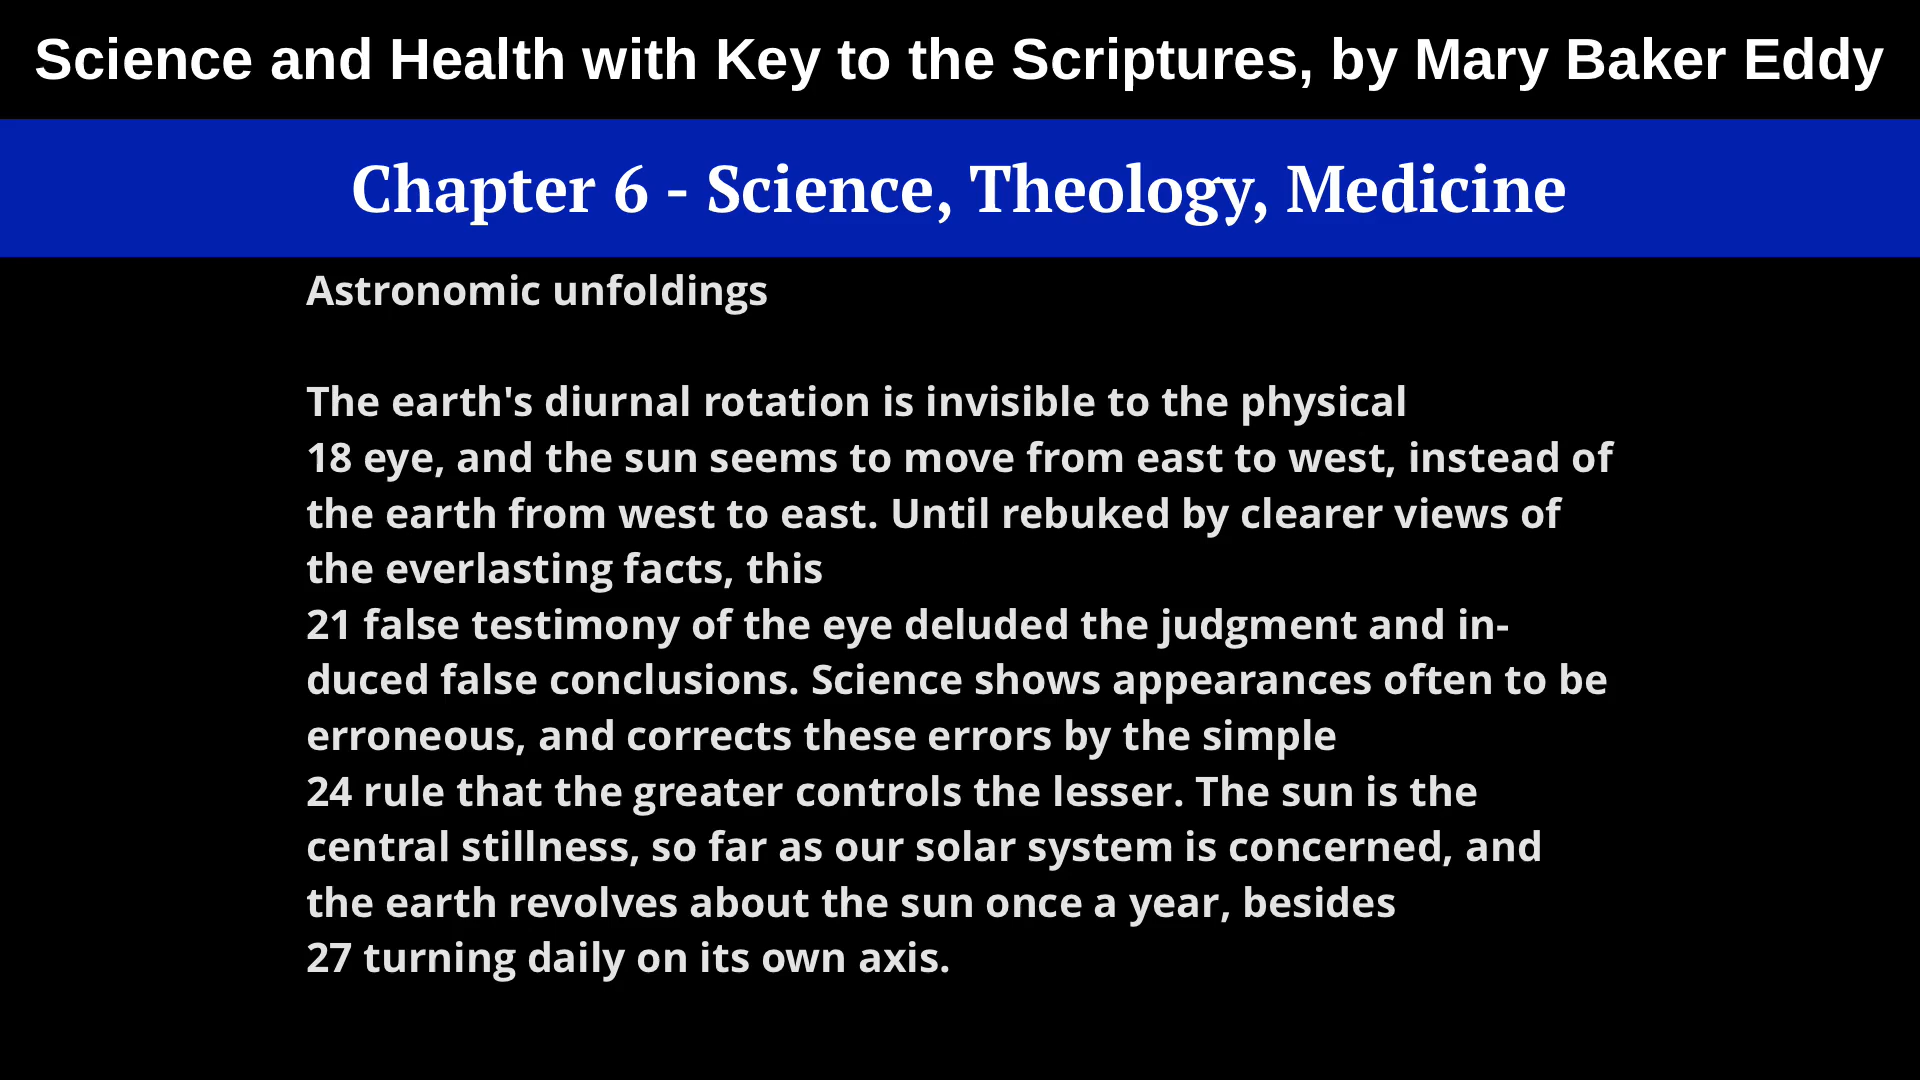 Science and Health with Key to the Scriptures, by Mary Baker Eddy
Chapter 6 - Science, Theology, Medicine
Astronomic unfoldings
The earth's diurnal rotation is invisible to the physical
18 eye, and the sun seems to move from east to west, instead of
the earth from west to east. Until rebuked by clearer views of
the everlasting facts, this
21 false testimony of the eye deluded the judgment and in-
duced false conclusions. Science shows appearances often to be
erroneous, and corrects these errors by the simple
24 rule that the greater controls the lesser. The sun is the
central stillness, so far as our solar system is concerned, and
the earth revolves about the sun once a year, besides
27 turning daily on its own axis.